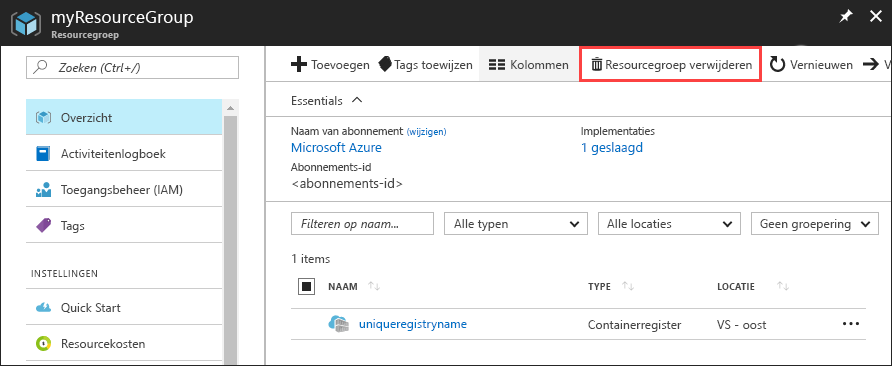 myResourceGroup
Resourcegroep
Zoeken (Ctrl+/)
Overzicht
Activiteitenlogboek
Toegangsbeheer (IAM)
Tags
INSTELLINGEN
Quick Start
Resourcekosten
Toevoegen Tags toewijzen Kolommen Resourcegroep verwijderen Vernieuwen V
Essentials
Naam van abonnement (wijzigen) Implementaties
Microsoft Azure 1 geslaagd
Abonnements-id
<abonnements-id>
Filteren op naam... Alle typen Alle locaties Geen groepering
1 items
NAAM TYPE LOCATIE
uniqueregistryname Containerregister VS - oost